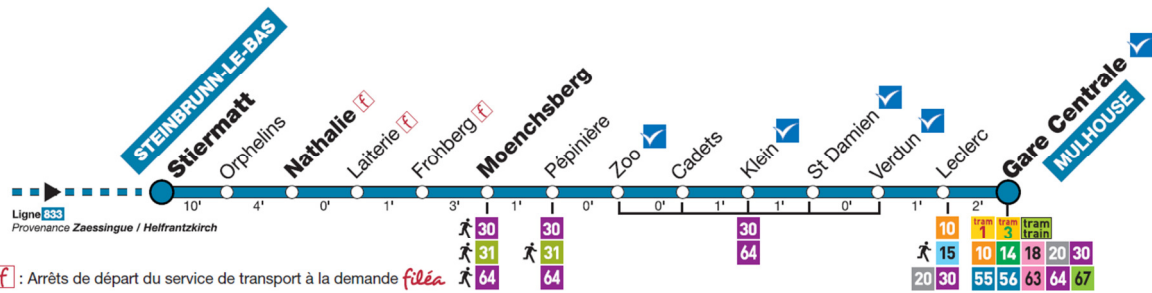 STEINBRUNN-LE-BAS
Stiermatt
Orphelins
Nathalie f
Laiterie f
Frohberg f
Moenchsberg
Pépinière
Zoo
Cadets
Klein
St Damien
Verdun
Leclerc
Gare Centrale
MULHOUSE
10' 4' 0' 1' 3' 1' 0' 0' 1' 1' 0' 1' 2'
Ligne 833
Provenance Zaessingue / Helfrantzkirch
30
31
64
30
31
64
30
64
10
15
20 30
tram 1 tram 3 tram train
10 14 18 20 30
55 56 63 64 67
f : Arrêts de départ du service de transport à la demande filéa